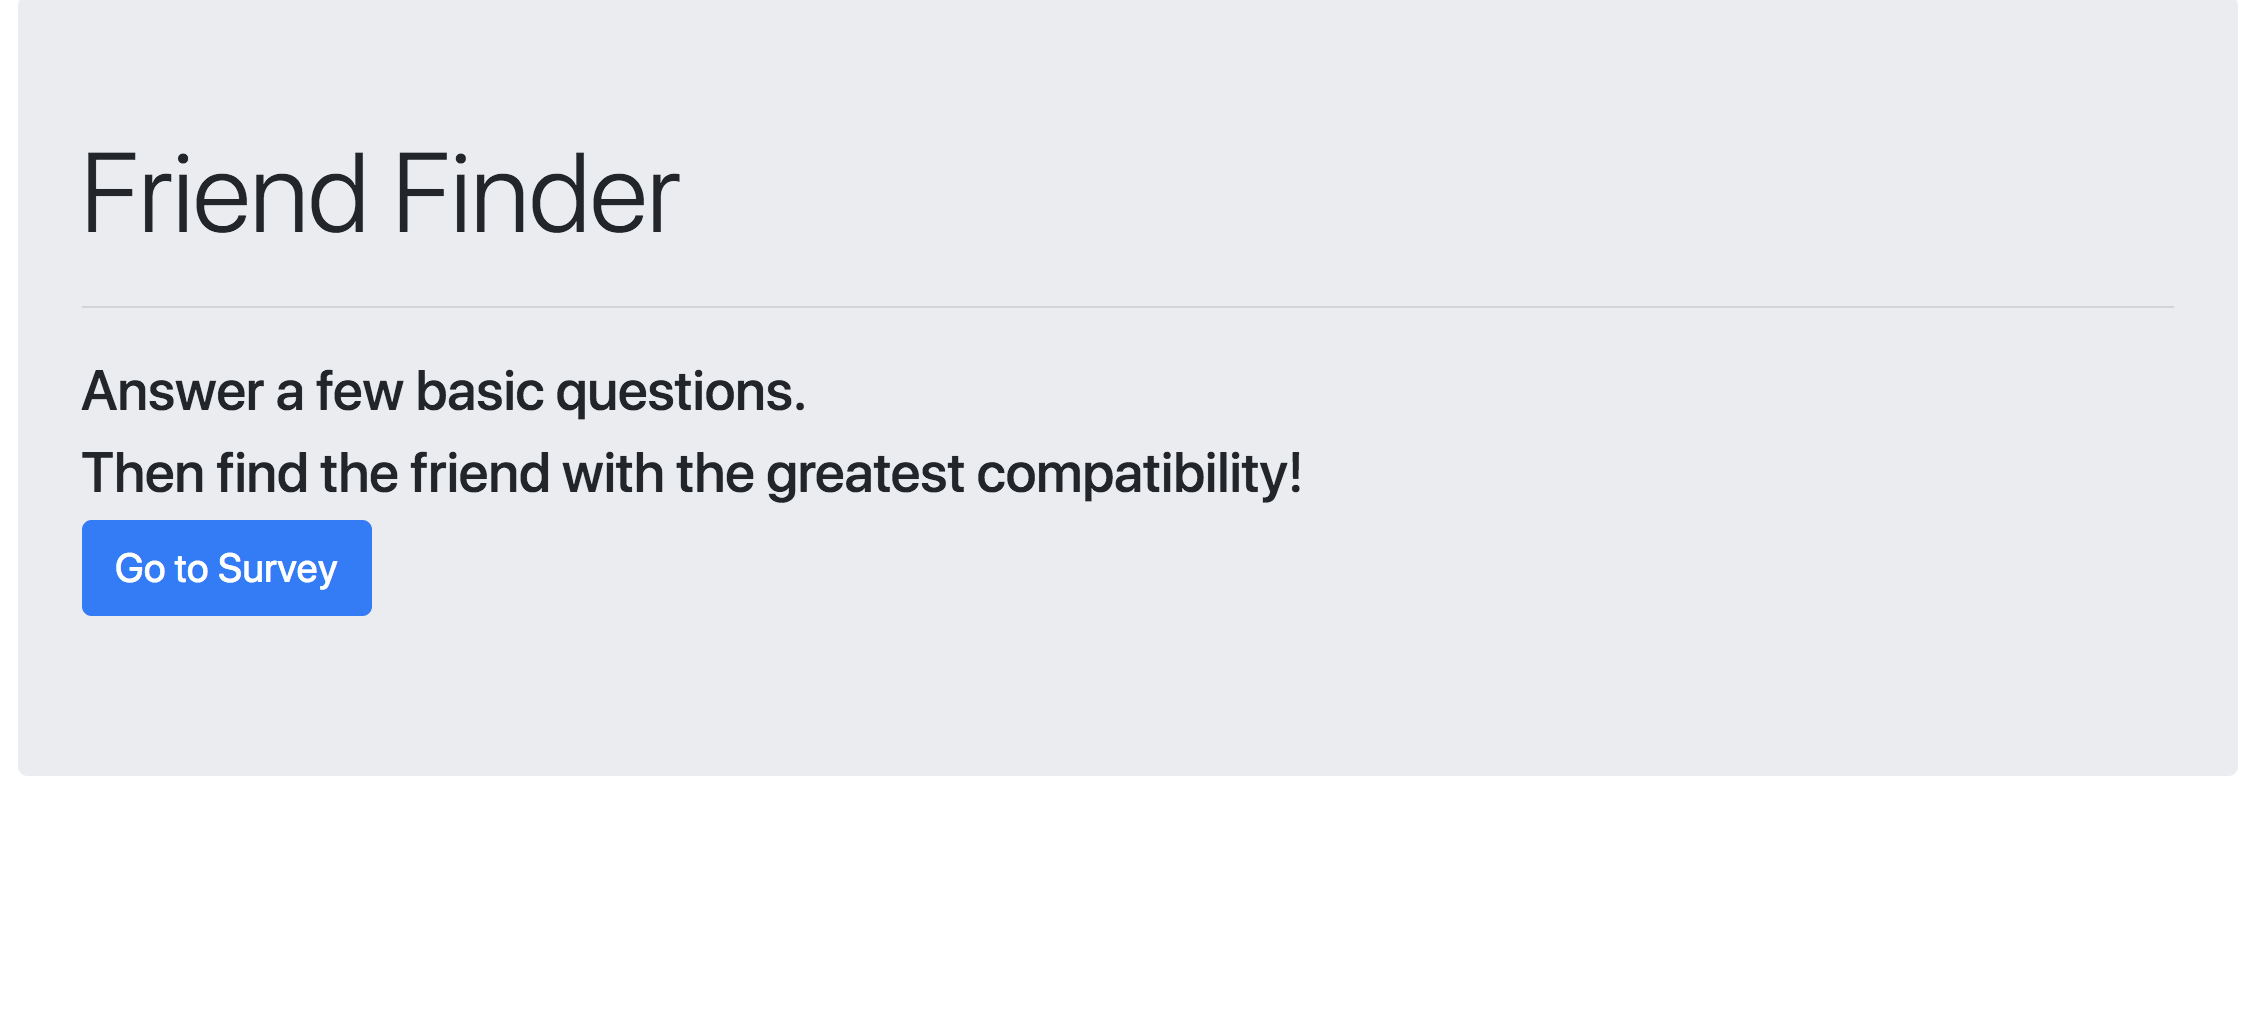 Friend Finder
Answer a few basic questions.
Then find the friend with the greatest compatibility!
Go to Survey